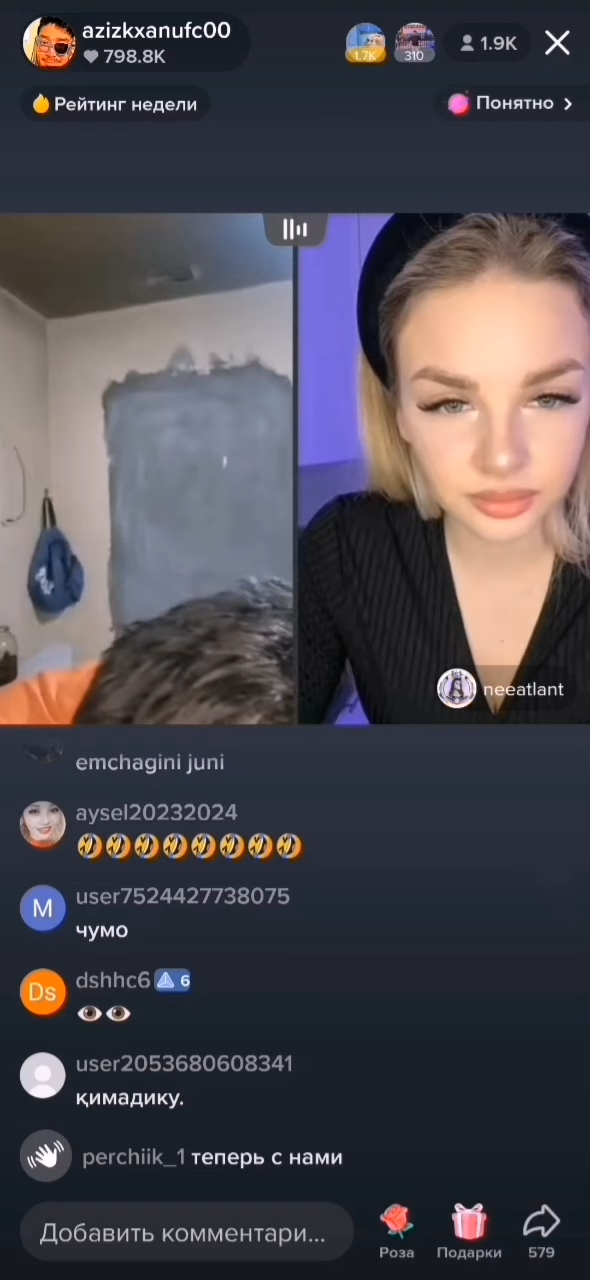 azizkxanufc00
798.8K
1.7K
310
1.9K
Рейтинг недели
Понятно
neeatlant
emchagini juni
aysel20232024
M
user7524427738075
чумо
Ds
dshhc6 6
user2053680608341
қимадику.
perchiik_1 теперь с нами
Добавить комментари...
Роза
Подарки
579